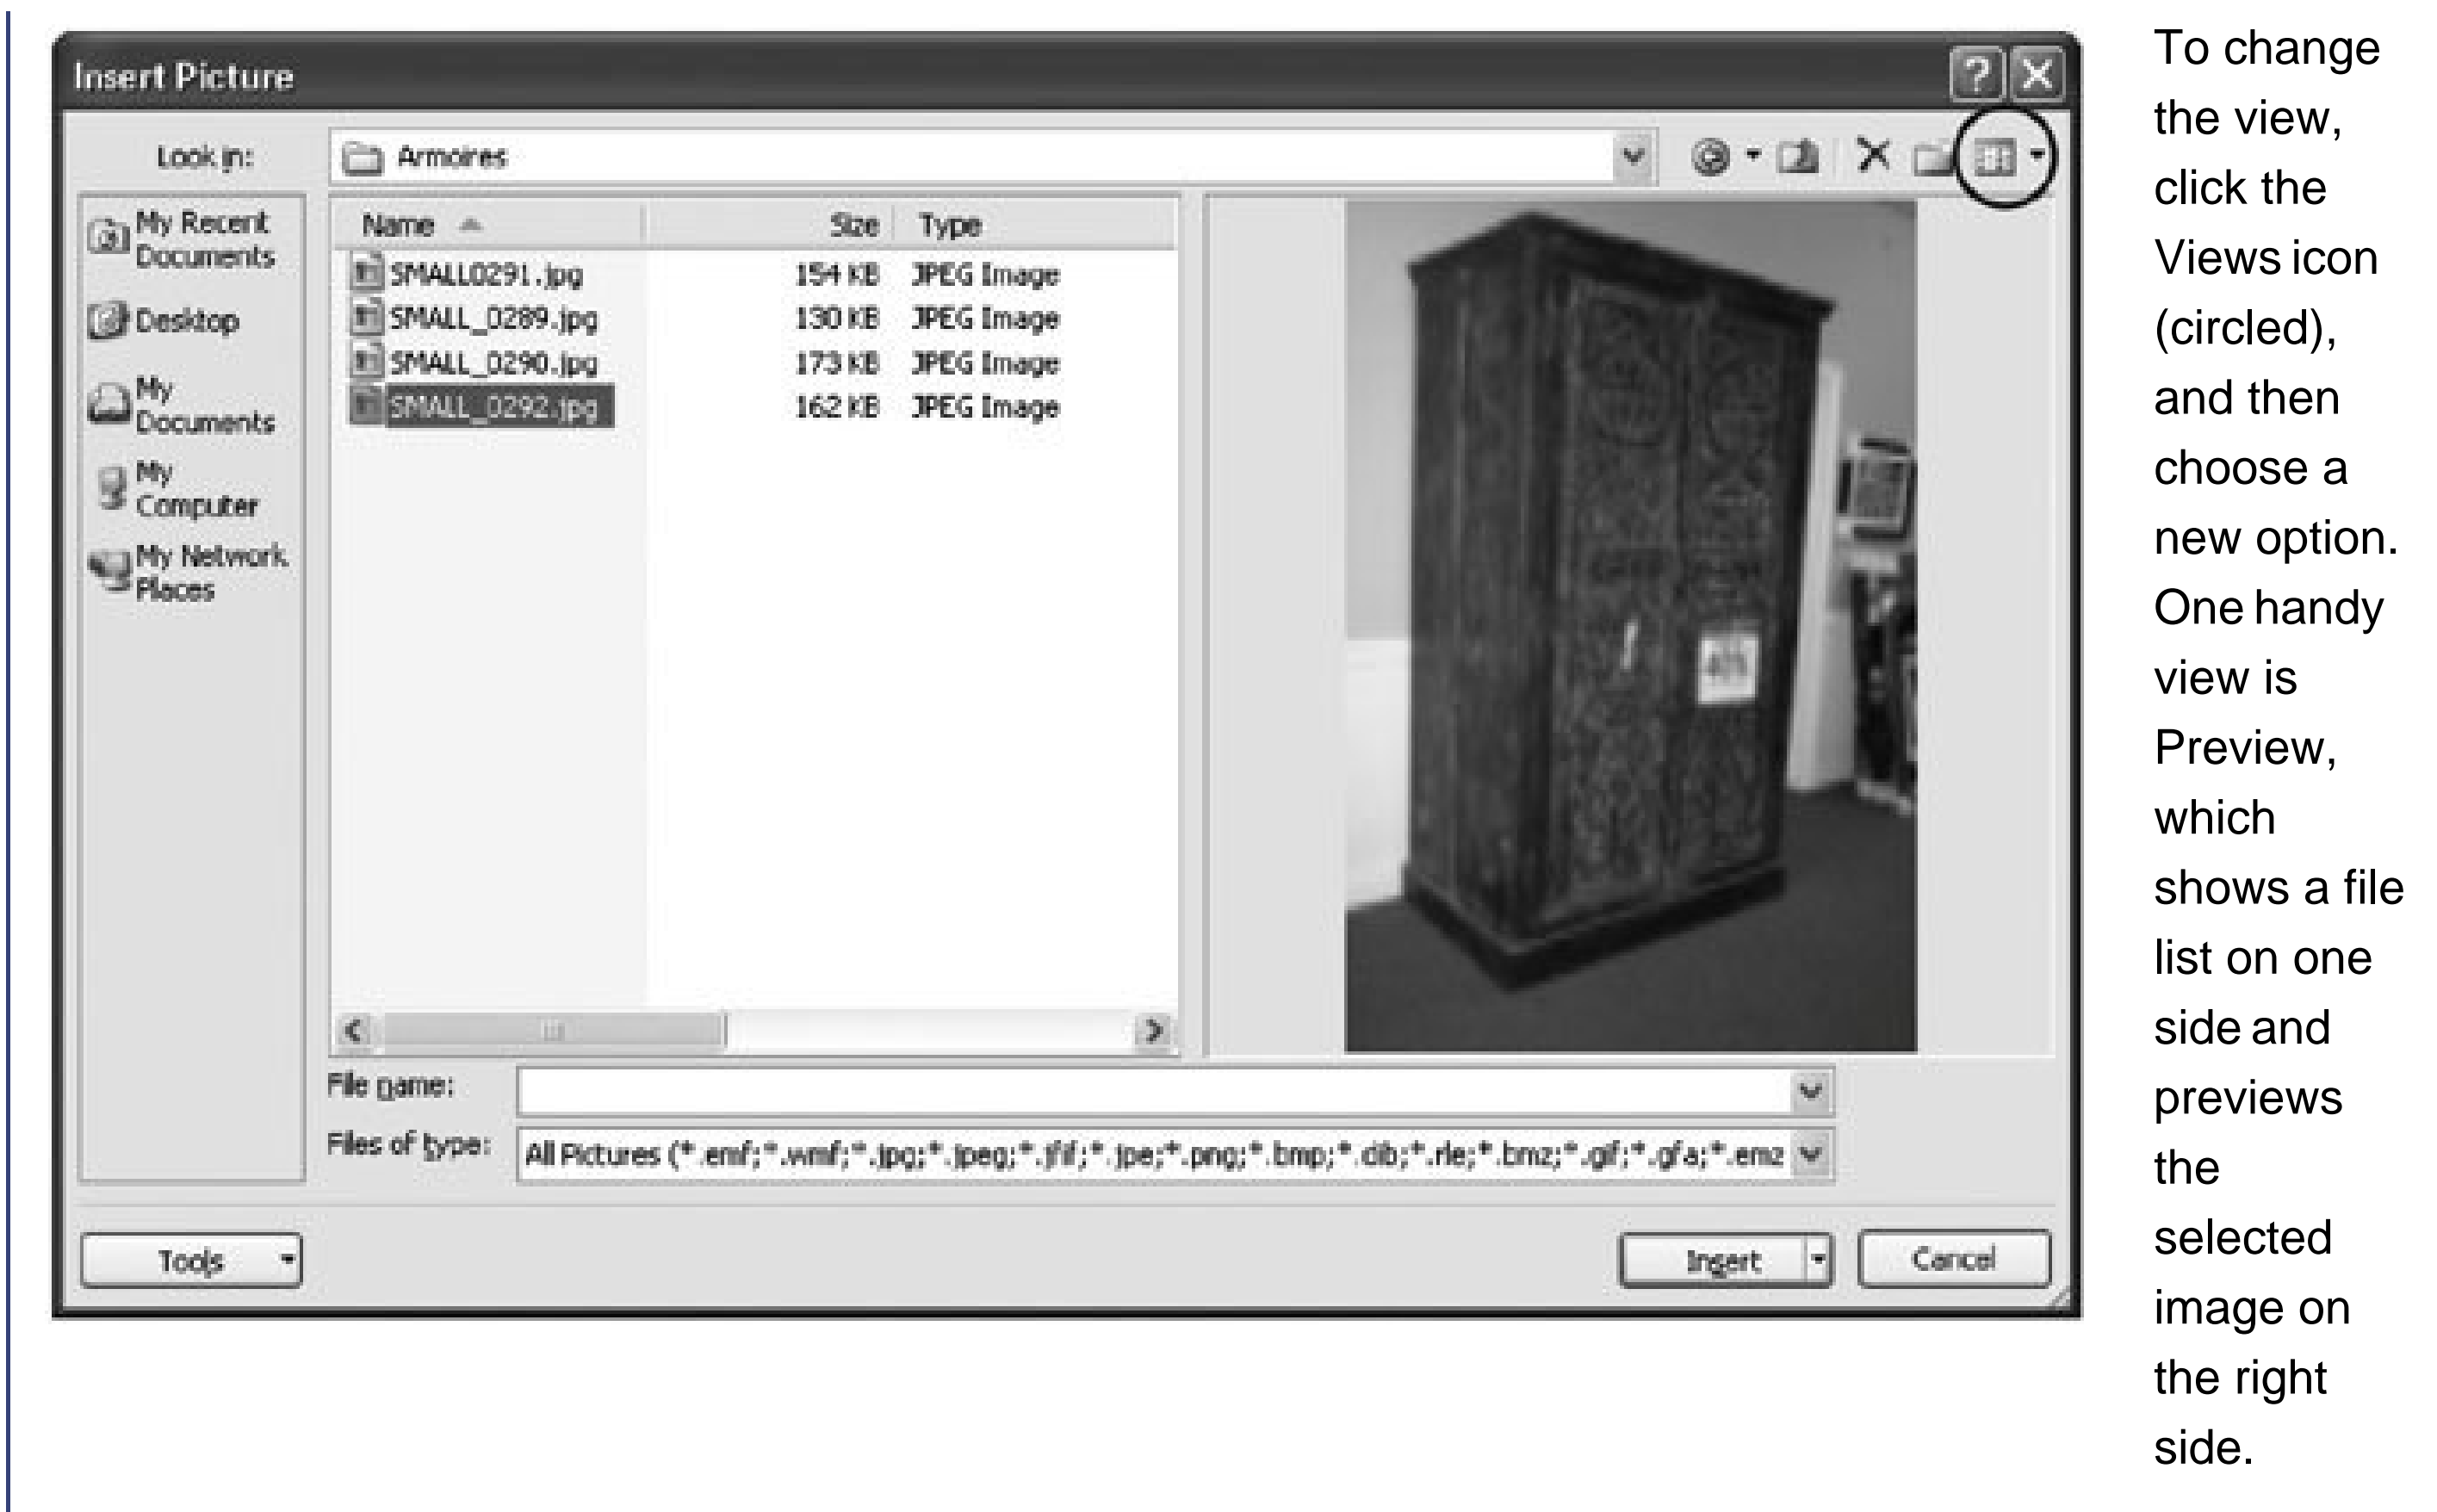 Insert Picture
Look in:
Armoires
My Recent
Documents
Desktop
My
Documents
My
Computer
My Network
Places
Name Size Type
SMALL0291.jpg 154 KB JPEG Image
SMALL_0289.jpg 130 KB JPEG Image
SMALL_0290.jpg 173 KB JPEG Image
SMALL_0292.jpg 162 KB JPEG Image
File name:
Files of type: All Pictures (*.emf;*.wmf;*.jpg;*.jpeg;*.jfif;*.jpe;*.png;*.bmp;*.dib;*.rle;*.bmz;*.gif;*.gfa;*.emz
Tools
Insert
Cancel
To change
the view,
click the
Views icon
(circled),
and then
choose a
new option.
One handy
view is
Preview,
which
shows a file
list on one
side and
previews
the
selected
image on
the right
side.